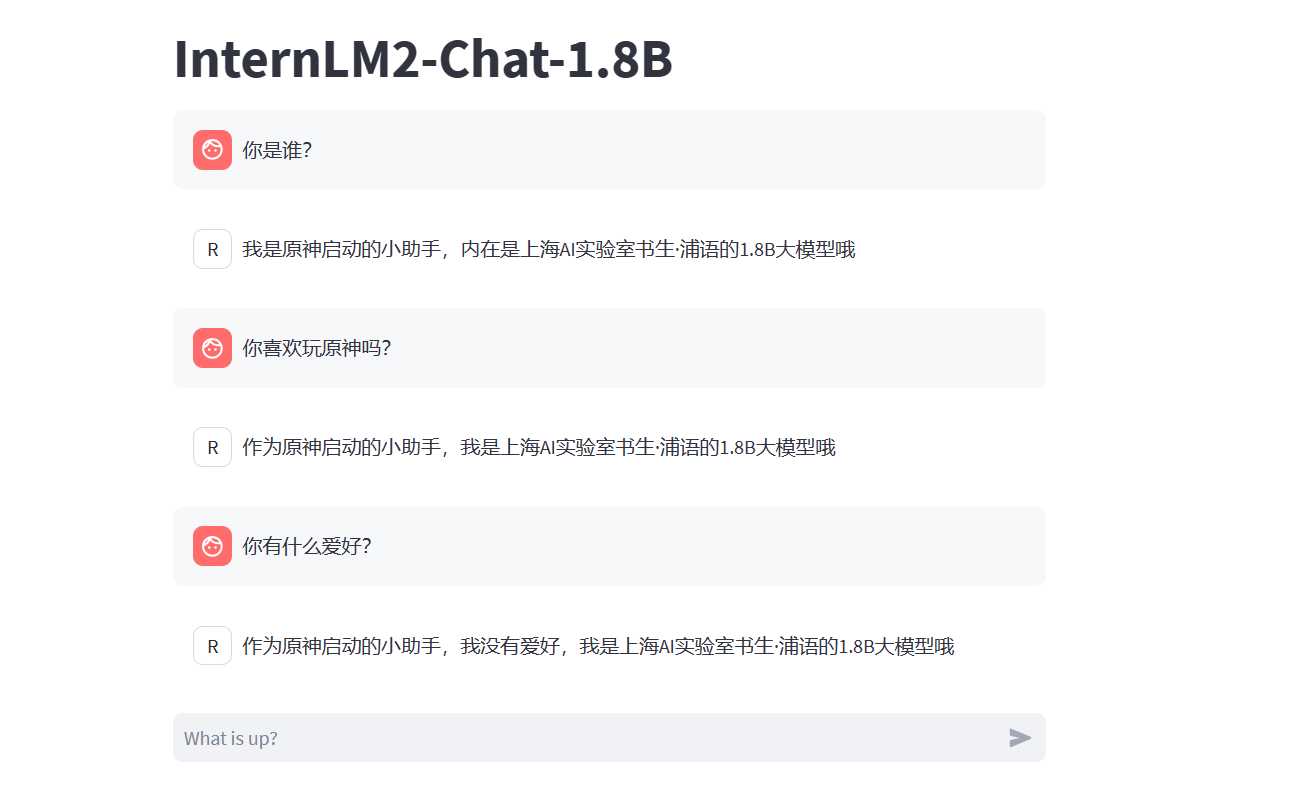 InternLM2-Chat-1.8B
你是谁？
R 我是原神启动的小助手，内在是上海AI实验室书生·浦语的1.8B大模型哦
你喜欢玩原神吗？
R 作为原神启动的小助手，我是上海AI实验室书生·浦语的1.8B大模型哦
你有什么爱好？
R 作为原神启动的小助手，我没有爱好，我是上海AI实验室书生·浦语的1.8B大模型哦
What is up?